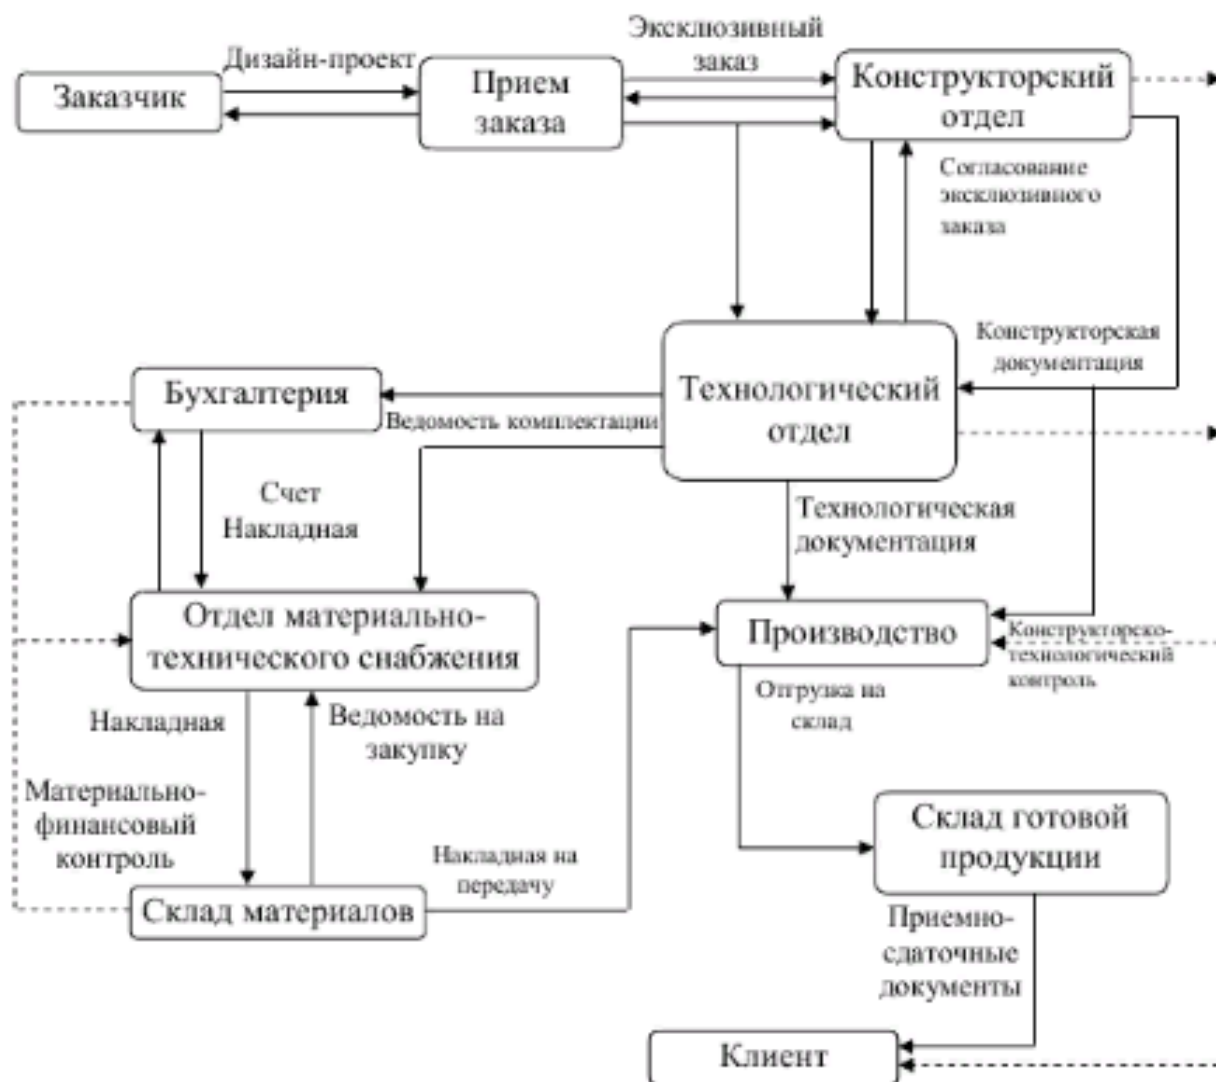 Эксклюзивный
заказ
Дизайн-проект
Заказчик
Прием
заказа
Конструкторский
отдел
Согласование
эксклюзивного
заказа
Конструкторская
документация
Технологический
отдел
Бухгалтерия
Ведомость комплектации
Счет
Накладная
Технологическая
документация
Отдел материально-
технического снабжения
Производство
Конструкторско-
технологический
контроль
Отгрузка на
склад
Накладная
Ведомость на
закупку
Материально-
финансовый
контроль
Склад готовой
продукции
Накладная на
передачу
Склад материалов
Приемно-
сдаточные
документы
Клиент